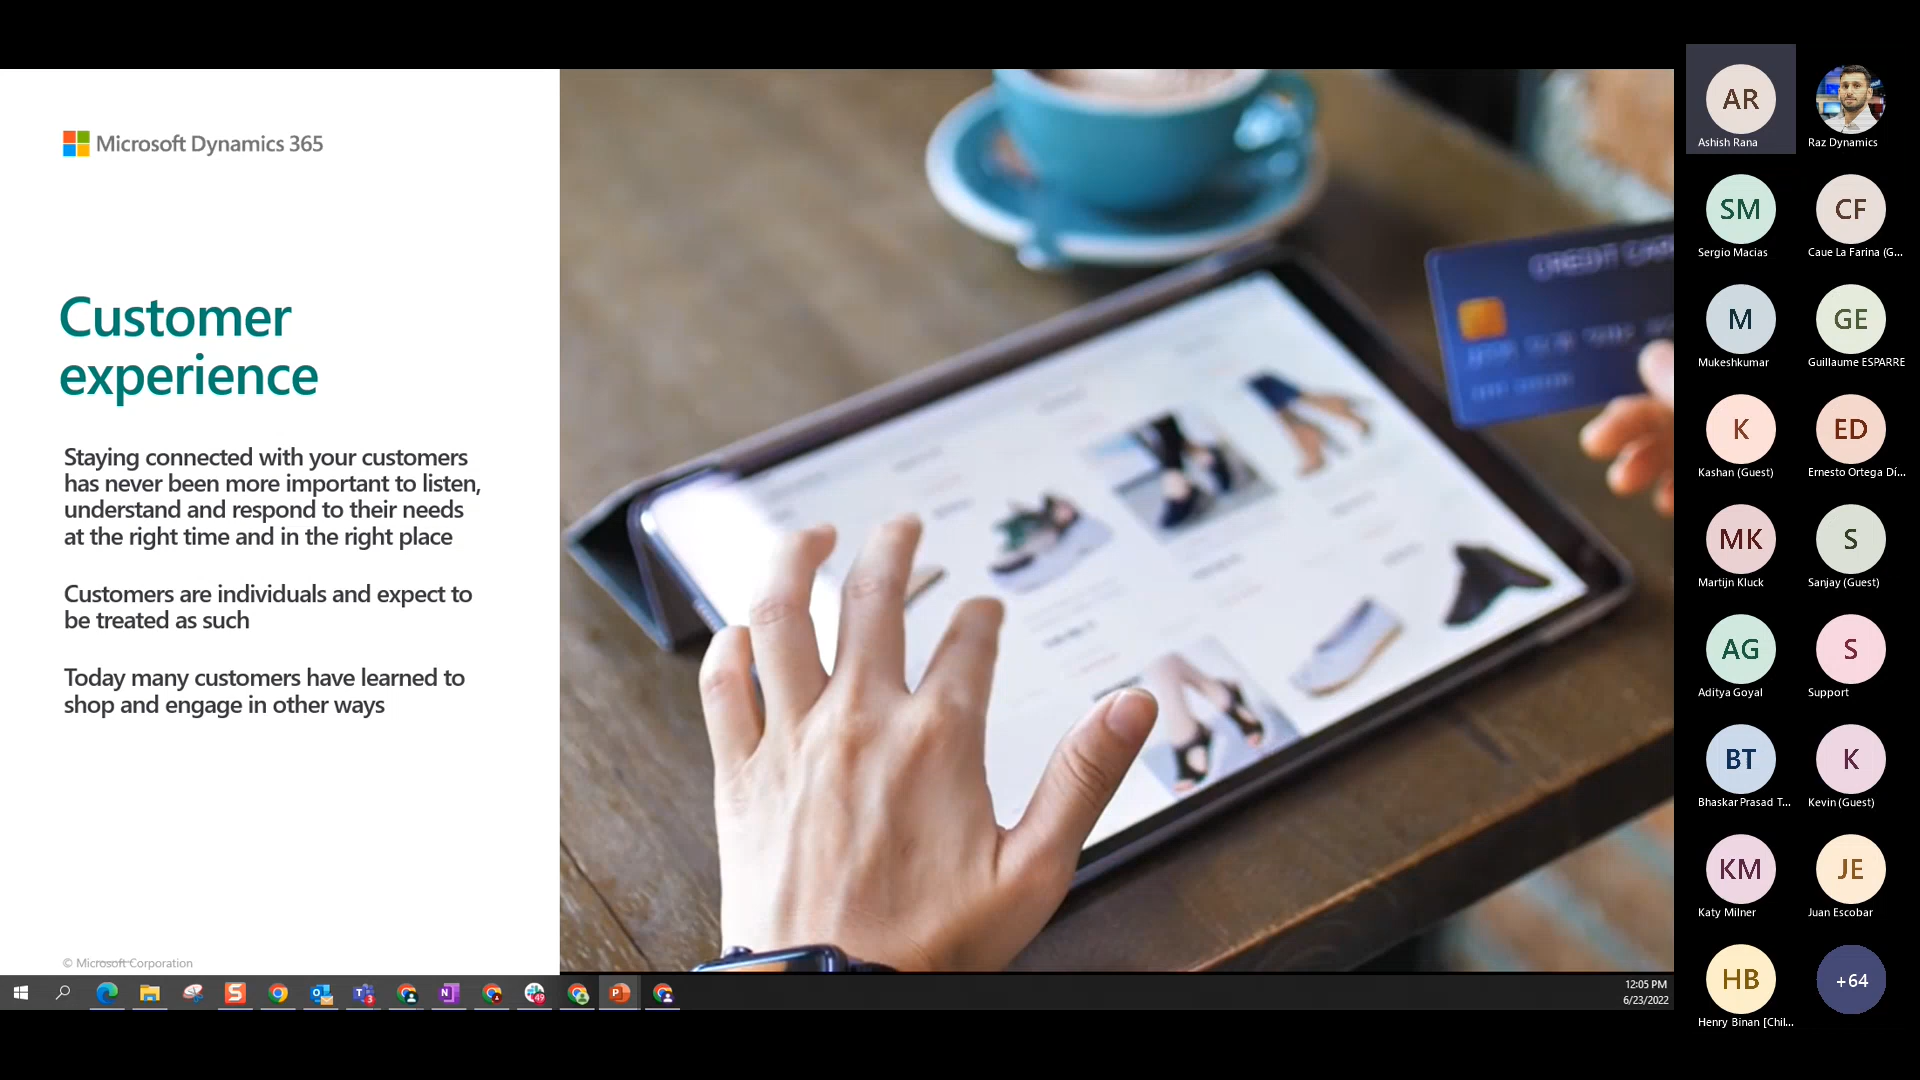 Microsoft Dynamics 365
Customer
experience
Staying connected with your customers
has never been more important to listen,
understand and respond to their needs
at the right time and in the right place
Customers are individuals and expect to
be treated as such
Today many customers have learned to
shop and engage in other ways
© Microsoft Corporation
CREDIT
12:05 PM
6/23/2022
AR
Ashish Rana
Raz Dynamics
SM
Sergio Macias
CF
Caue La Farina (G...
M
Mukeshkumar
GE
Guillaume ESPARRE
K
Kashan (Guest)
ED
Ernesto Ortega Dí...
MK
Martijn Kluck
S
Sanjay (Guest)
AG
Aditya Goyal
S
Support
BT
Bhaskar Prasad T...
K
Kevin (Guest)
KM
Katy Milner
JE
Juan Escobar
HB
Henry Binan [Chil...
+64